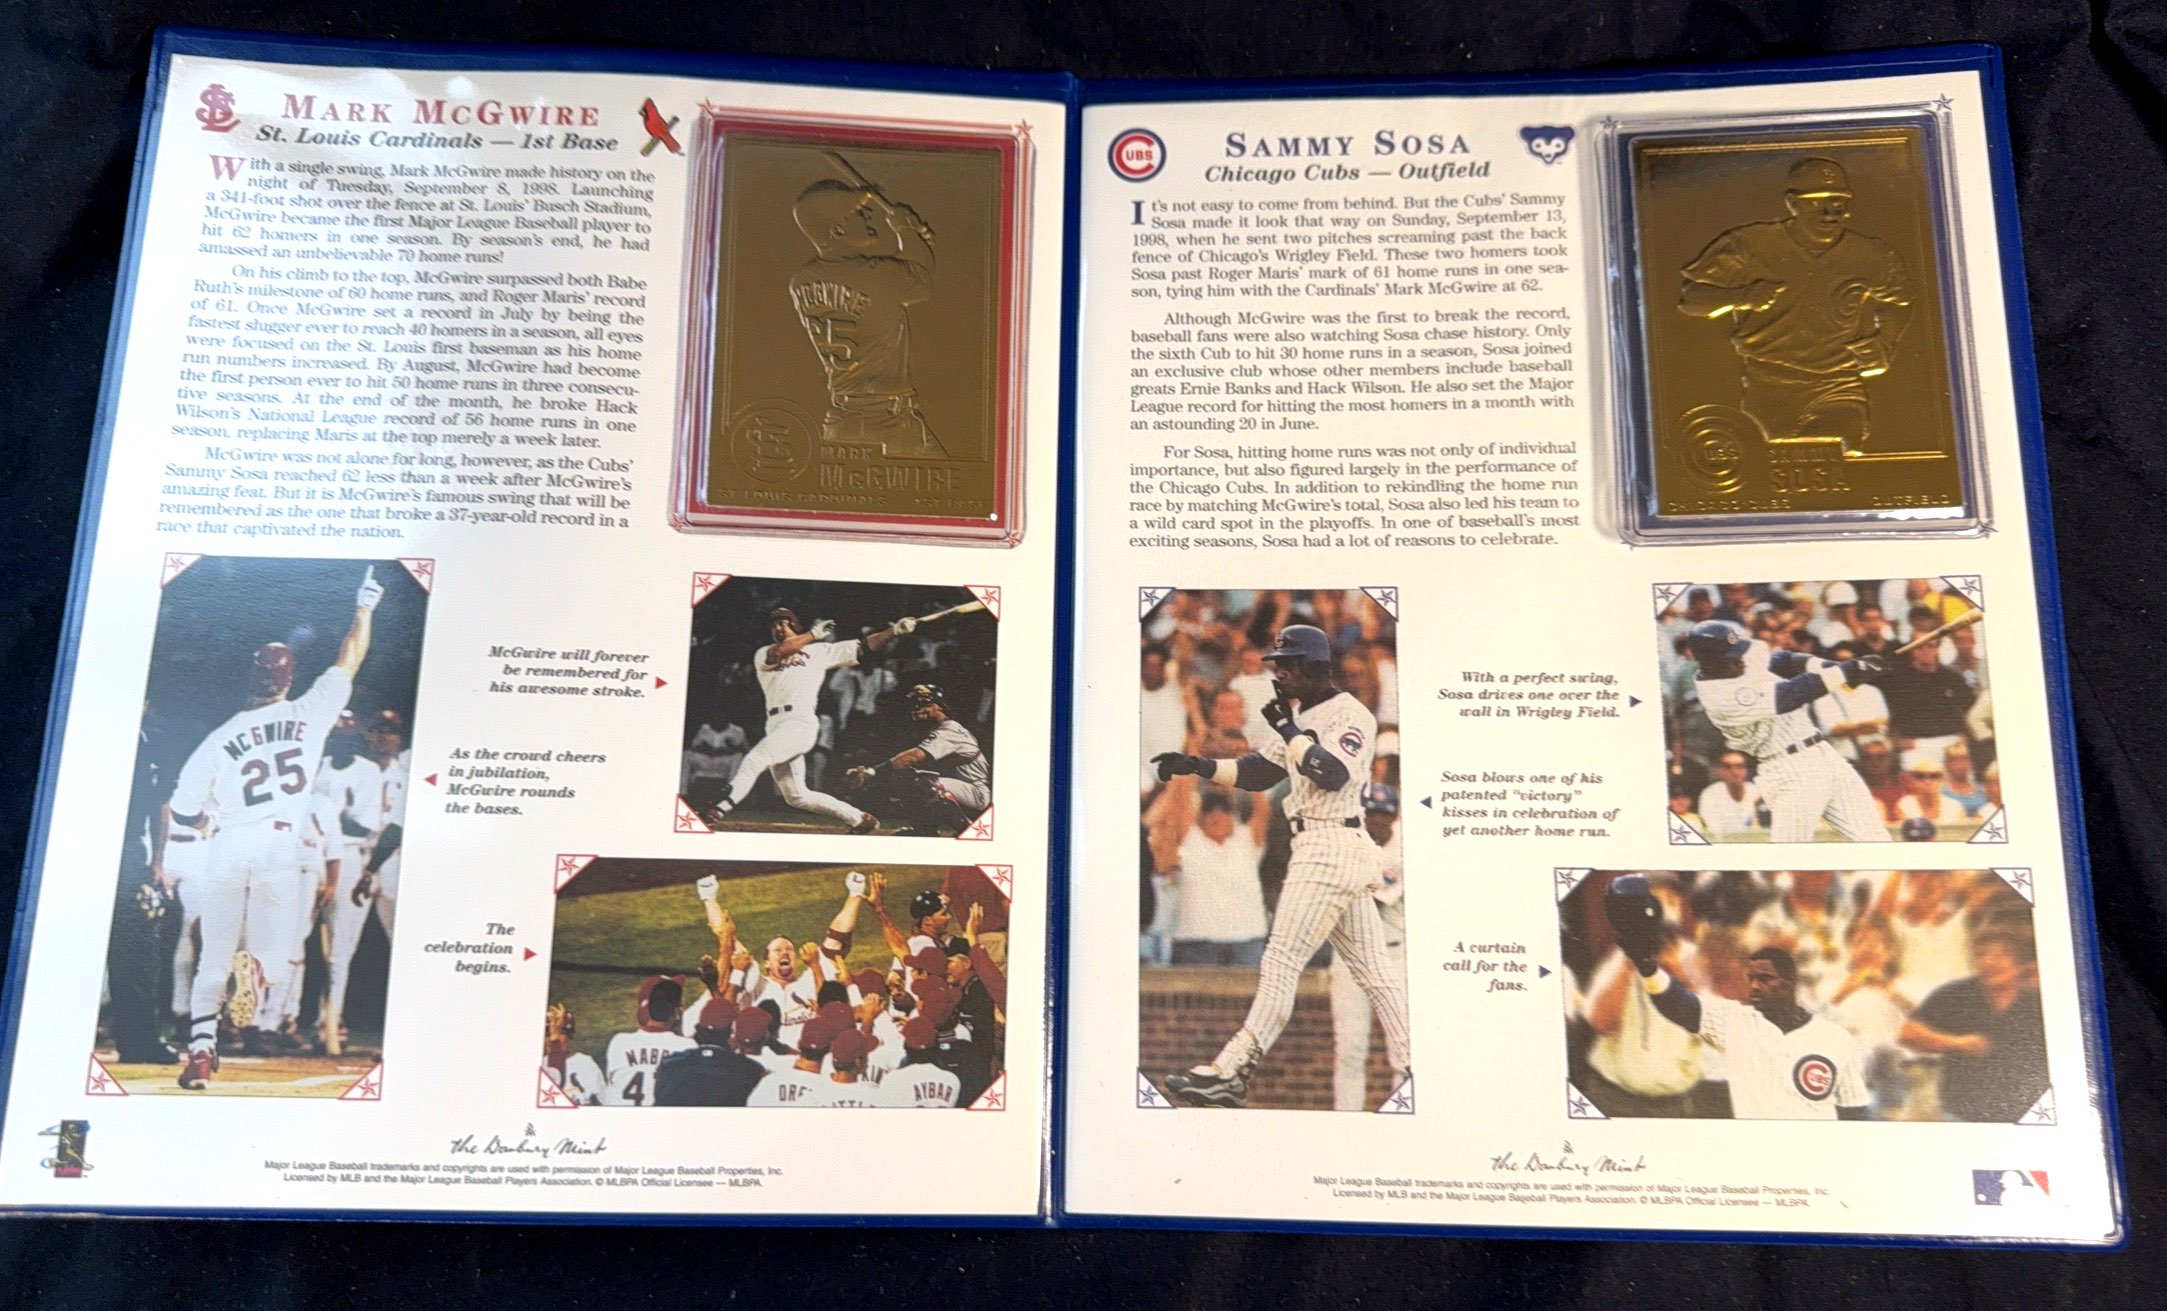 MARK MCGWIRE
St. Louis Cardinals — 1st Base
With a single swing, Mark McGwire made history on the
night of Tuesday, September 8, 1998. Launching
a 341-foot shot over the fence at St. Louis' Busch Stadium,
McGwire became the first Major League Baseball player to
hit 62 homers in one season. By season's end, he had
amassed an unbelievable 70 home runs!
On his climb to the top, McGwire surpassed both Babe
Ruth's milestone of 60 home runs, and Roger Maris' record
of 61. Once McGwire set a record in July by being the
fastest slugger ever to reach 40 homers in a season, all eyes
were focused on the St. Louis first baseman as his home
run numbers increased. By August, McGwire had become
the first person ever to hit 50 home runs in three consecu-
tive seasons. At the end of the month, he broke Hack
Wilson's National League record of 56 home runs in one
season, replacing Maris at the top merely a week later.
McGwire was not alone for long, however, as the Cubs'
Sammy Sosa reached 62 less than a week after McGwire's
amazing feat. But it is McGwire's famous swing that will be
remembered as the one that broke a 37-year-old record in a
race that captivated the nation.
MCGWIRE
25
MARK
MCGWIRE
ST. LOUIS CARDINALS 1ST BASE
McGwire will forever
be remembered for
his awesome stroke.
As the crowd cheers
in jubilation,
McGwire rounds
the bases.
The
celebration
begins.
MCGWIRE
25
MABR
4
DRE
AYBAR
the Danbury Mint
Major League Baseball trademarks and copyrights are used with permission of Major League Baseball Properties, Inc.
Licensed by MLB and the Major League Baseball Players Association. © MLBPA Official Licensee — MLBPA.
CUBS
SAMMY SOSA
Chicago Cubs — Outfield
It's not easy to come from behind. But the Cubs' Sammy
Sosa made it look that way on Sunday, September 13,
1998, when he sent two pitches screaming past the back
fence of Chicago's Wrigley Field. These two homers took
Sosa past Roger Maris' mark of 61 home runs in one sea-
son, tying him with the Cardinals' Mark McGwire at 62.
Although McGwire was the first to break the record,
baseball fans were also watching Sosa chase history. Only
the sixth Cub to hit 30 home runs in a season, Sosa joined
an exclusive club whose other members include baseball
greats Ernie Banks and Hack Wilson. He also set the Major
League record for hitting the most homers in a month with
an astounding 20 in June.
For Sosa, hitting home runs was not only of individual
importance, but also figured largely in the performance of
the Chicago Cubs. In addition to rekindling the home run
race by matching McGwire's total, Sosa also led his team to
a wild card spot in the playoffs. In one of baseball's most
exciting seasons, Sosa had a lot of reasons to celebrate.
CUBS
SAMMY
SOSA
CHICAGO CUBS OUTFIELD
With a perfect swing,
Sosa drives one over the
wall in Wrigley Field.
Sosa blows one of his
patented "victory"
kisses in celebration of
yet another home run.
A curtain
call for the
fans.
CUBS
the Danbury Mint
Major League Baseball trademarks and copyrights are used with permission of Major League Baseball Properties, Inc.
Licensed by MLB and the Major League Baseball Players Association. © MLBPA Official Licensee — MLBPA.